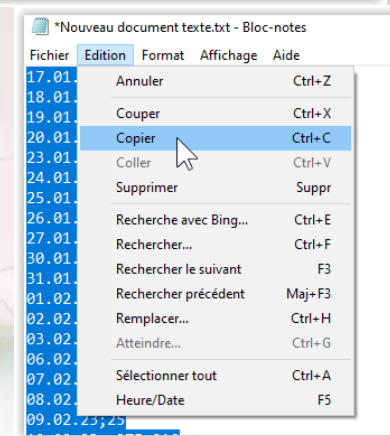 *Nouveau document texte.txt - Bloc-notes
Fichier Edition Format Affichage Aide
17.01.
18.01.
19.01.
20.01.
23.01.
24.01.
25.01.
26.01.
27.01.
30.01.
31.01.
01.02.
02.02.
03.02.
06.02.
07.02.
08.02.
09.02.23;25
Annuler Ctrl+Z
Couper Ctrl+X
Copier Ctrl+C
Coller Ctrl+V
Supprimer Suppr
Recherche avec Bing... Ctrl+E
Rechercher... Ctrl+F
Rechercher le suivant F3
Rechercher précédent Maj+F3
Remplacer... Ctrl+H
Atteindre... Ctrl+G
Sélectionner tout Ctrl+A
Heure/Date F5